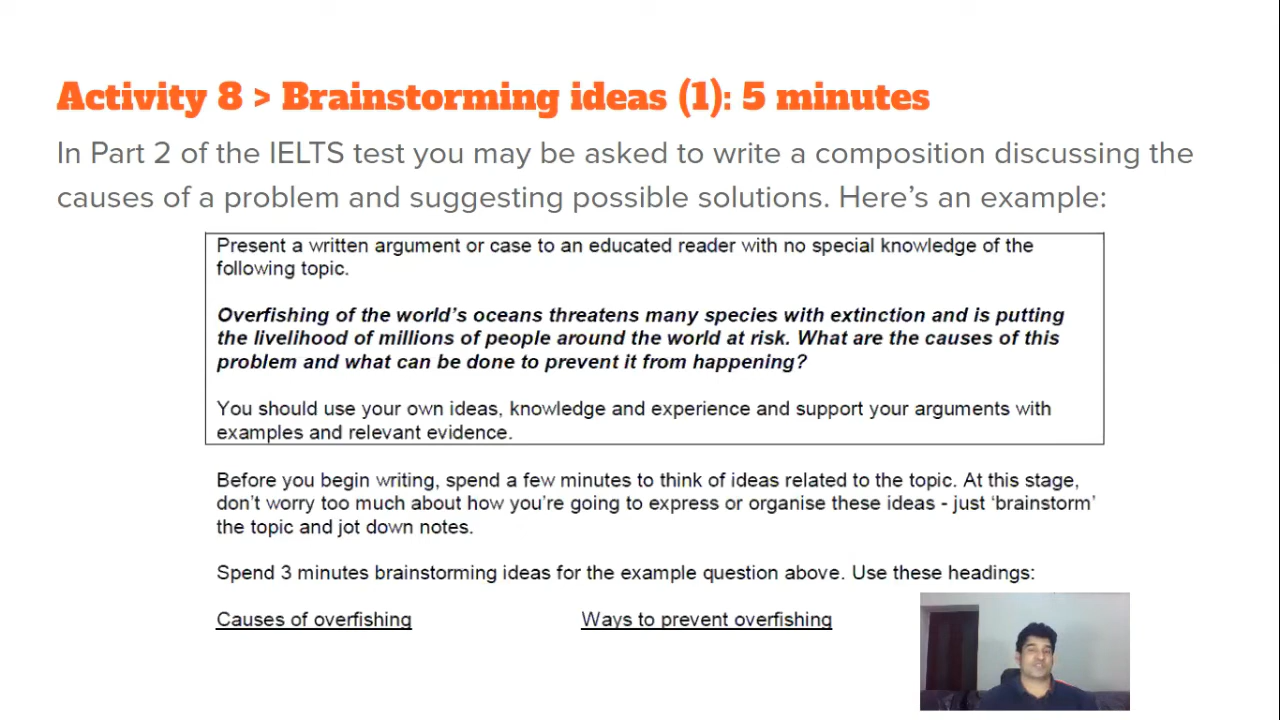 Activity 8 > Brainstorming ideas (1): 5 minutes
In Part 2 of the IELTS test you may be asked to write a composition discussing the
causes of a problem and suggesting possible solutions. Here’s an example:
Present a written argument or case to an educated reader with no special knowledge of the
following topic.
Overfishing of the world’s oceans threatens many species with extinction and is putting
the livelihood of millions of people around the world at risk. What are the causes of this
problem and what can be done to prevent it from happening?
You should use your own ideas, knowledge and experience and support your arguments with
examples and relevant evidence.
Before you begin writing, spend a few minutes to think of ideas related to the topic. At this stage,
don’t worry too much about how you’re going to express or organise these ideas - just ‘brainstorm’
the topic and jot down notes.
Spend 3 minutes brainstorming ideas for the example question above. Use these headings:
Causes of overfishing Ways to prevent overfishing